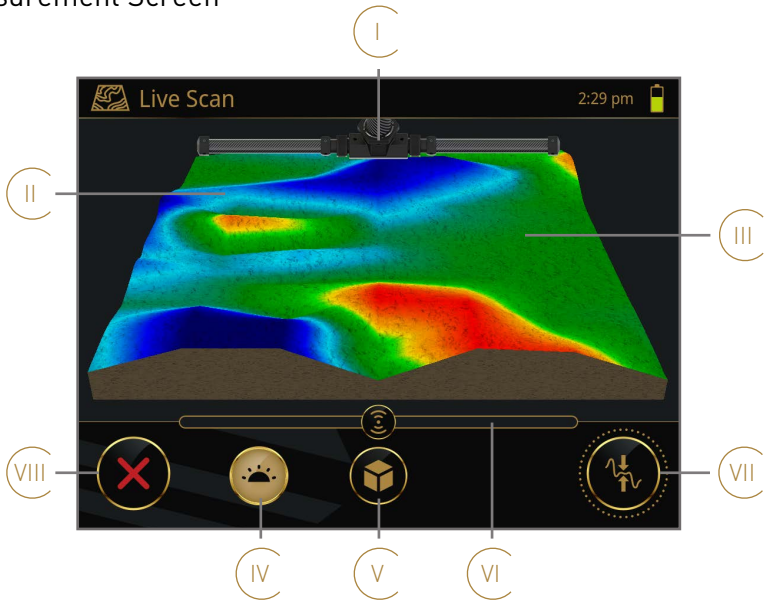 surement Screen
I
Live Scan
2:29 pm
II
III
VIII
VII
IV
V
VI